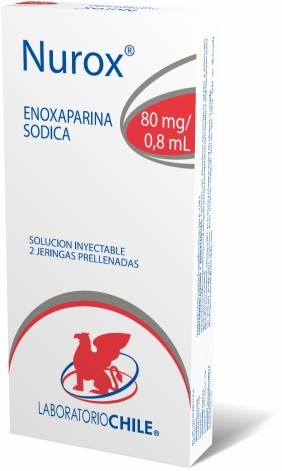 Nurox®
ENOXAPARINA
SODICA
80 mg/
0,8 mL
SOLUCION INYECTABLE
2 JERINGAS PRELLENADAS
LABORATORIOCHILE®